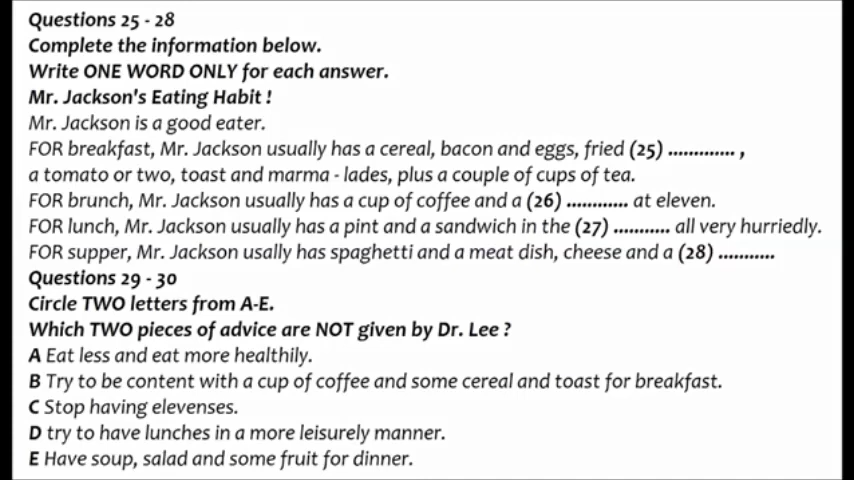 Questions 25 - 28
Complete the information below.
Write ONE WORD ONLY for each answer.
Mr. Jackson's Eating Habit !
Mr. Jackson is a good eater.
FOR breakfast, Mr. Jackson usually has a cereal, bacon and eggs, fried (25) ............. ,
a tomato or two, toast and marma - lades, plus a couple of cups of tea.
FOR brunch, Mr. Jackson usually has a cup of coffee and a (26) ............ at eleven.
FOR lunch, Mr. Jackson usually has a pint and a sandwich in the (27) ........... all very hurriedly.
FOR supper, Mr. Jackson usally has spaghetti and a meat dish, cheese and a (28) ...........
Questions 29 - 30
Circle TWO letters from A-E.
Which TWO pieces of advice are NOT given by Dr. Lee ?
A Eat less and eat more healthily.
B Try to be content with a cup of coffee and some cereal and toast for breakfast.
C Stop having elevenses.
D try to have lunches in a more leisurely manner.
E Have soup, salad and some fruit for dinner.